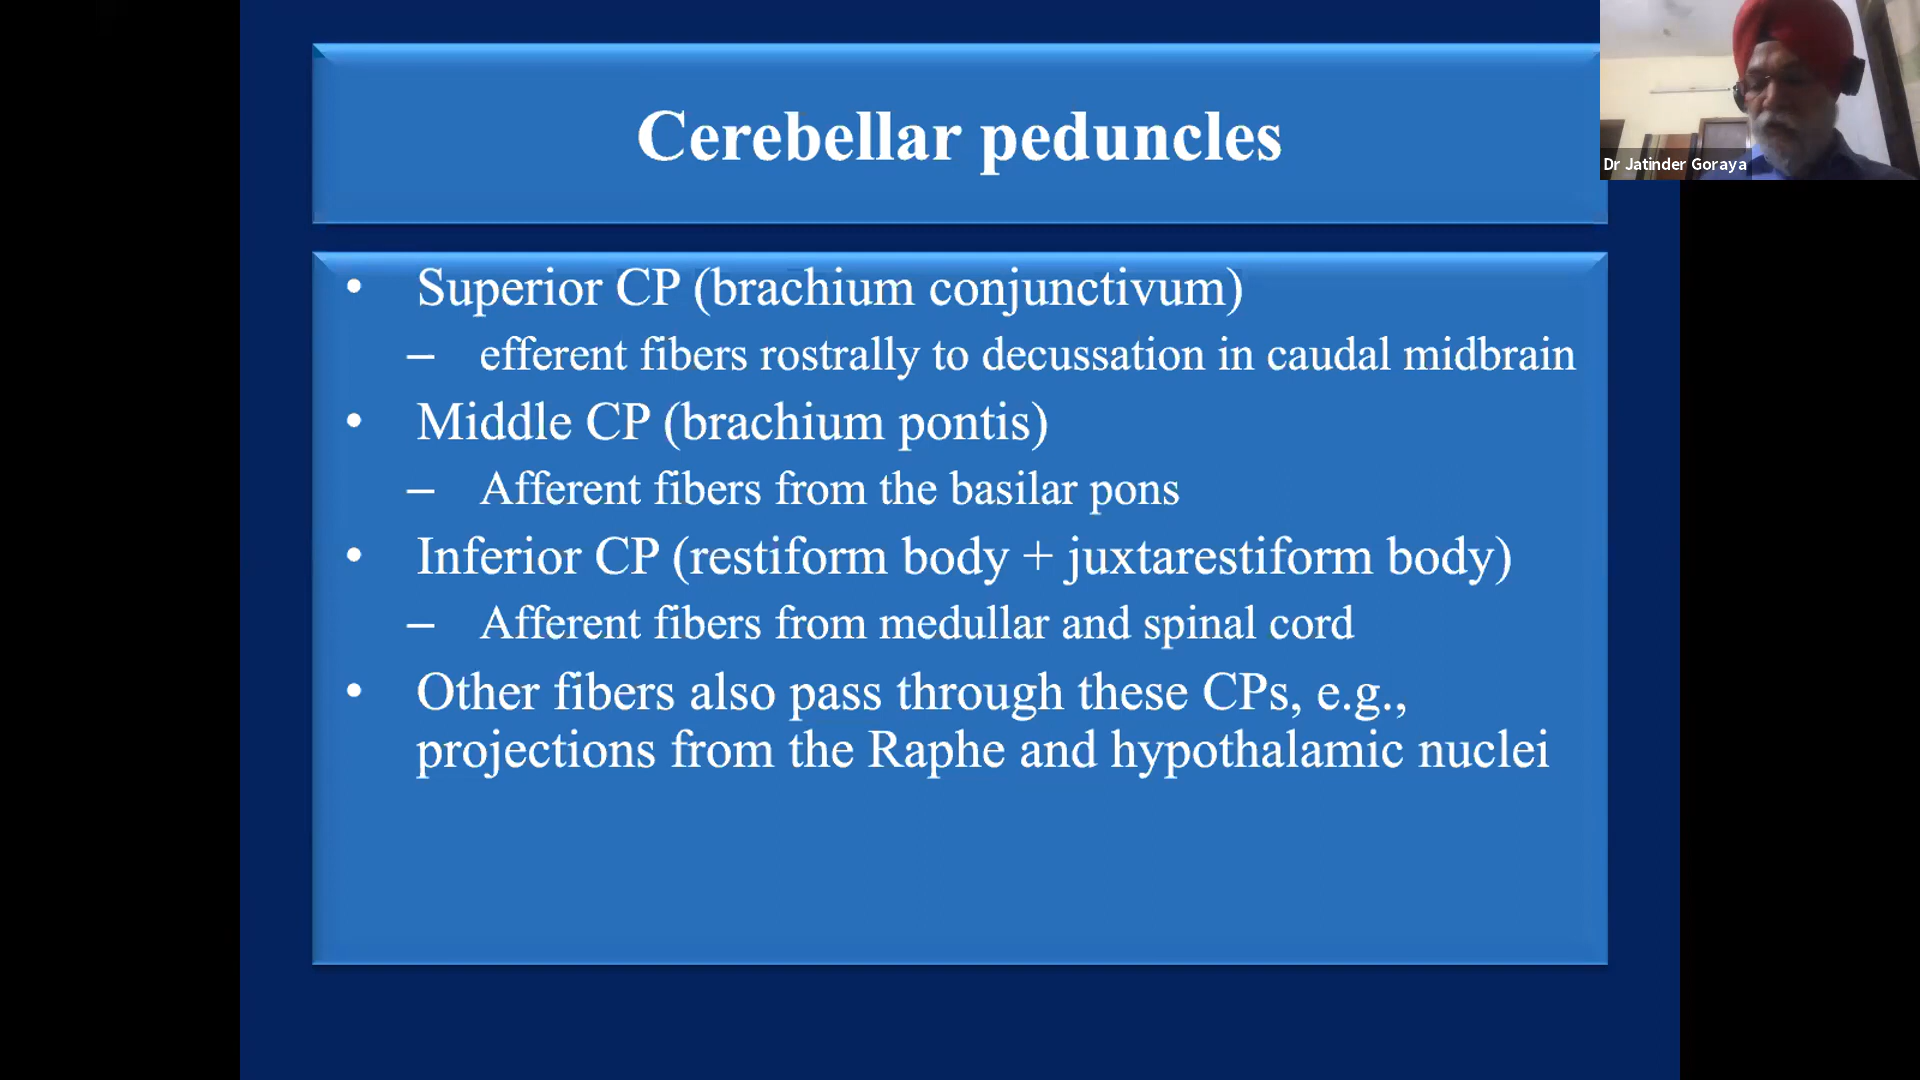 Cerebellar peduncles
Dr Jatinder Goraya
• Superior CP (brachium conjunctivum)
– efferent fibers rostrally to decussation in caudal midbrain
• Middle CP (brachium pontis)
– Afferent fibers from the basilar pons
• Inferior CP (restiform body + juxtarestiform body)
– Afferent fibers from medullar and spinal cord
• Other fibers also pass through these CPs, e.g.,
projections from the Raphe and hypothalamic nuclei